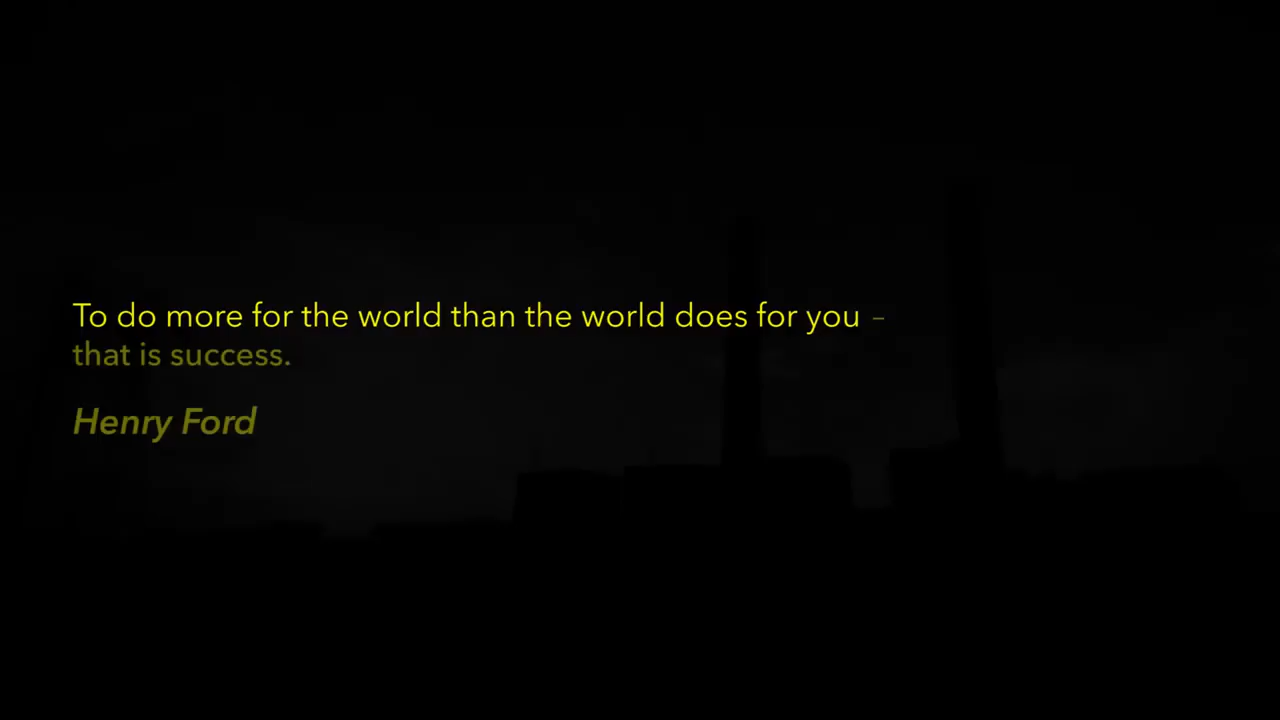 To do more for the world than the world does for you –
that is success.
Henry Ford